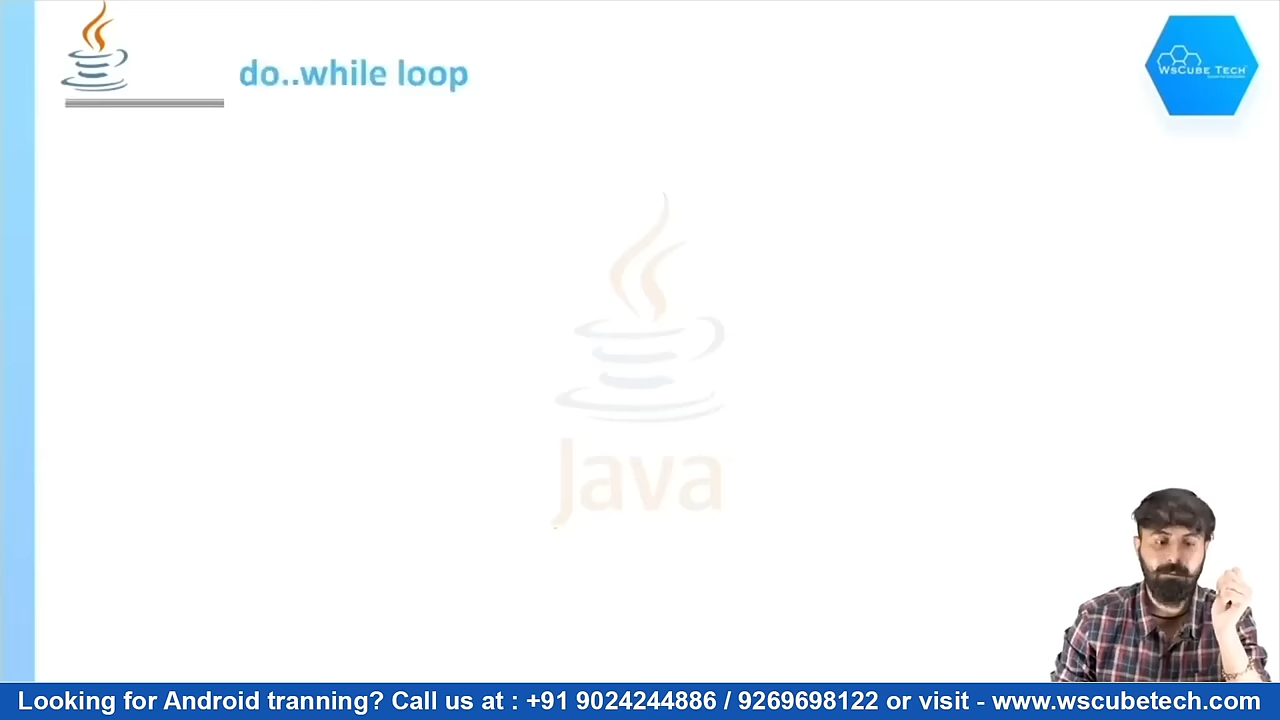 do..while loop
WsCube Tech
Java
Looking for Android tranning? Call us at : +91 9024244886 / 9269698122 or visit - www.wscubetech.com